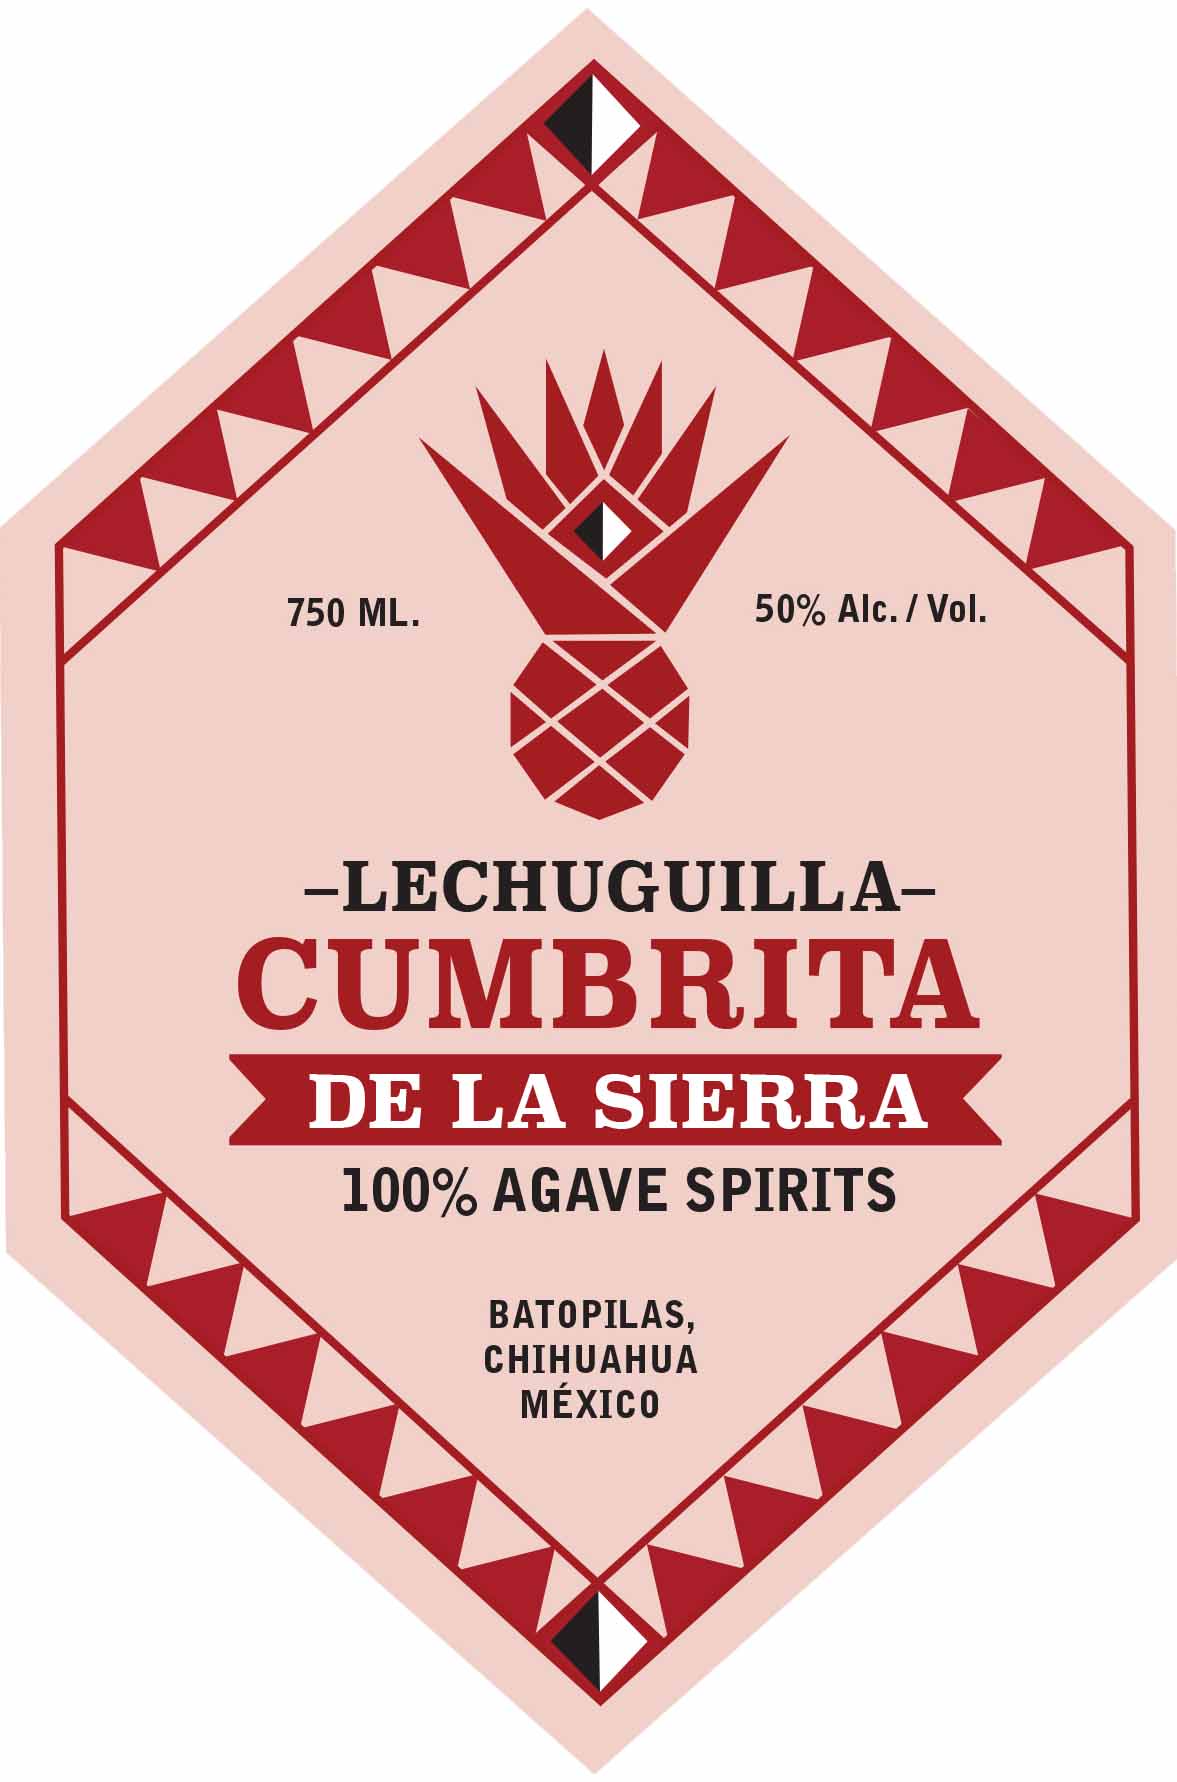 750 ML.
50% Alc. / Vol.
–LECHUGUILLA–
CUMBRITA
DE LA SIERRA
100% AGAVE SPIRITS
BATOPILAS,
CHIHUAHUA
MÉXICO